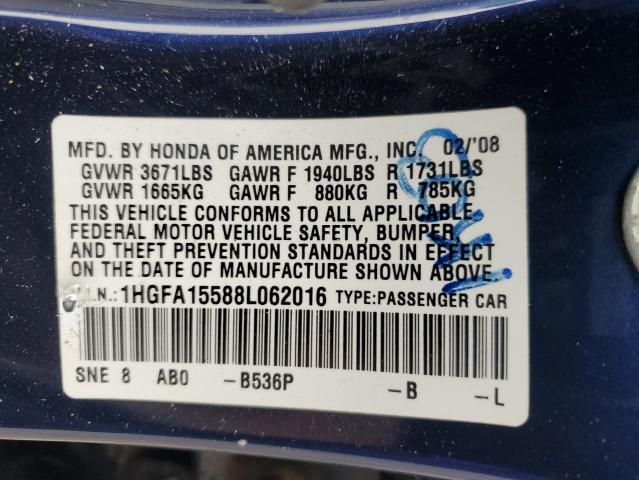 MFD. BY HONDA OF AMERICA MFG., INC. 02/'08
GVWR 3671LBS GAWR F 1940LBS R 1731LBS
GVWR 1665KG GAWR F 880KG R 785KG
THIS VEHICLE CONFORMS TO ALL APPLICABLE
FEDERAL MOTOR VEHICLE SAFETY, BUMPER,
AND THEFT PREVENTION STANDARDS IN EFFECT
ON THE DATE OF MANUFACTURE SHOWN ABOVE.
I.N.:1HGFA15588L062016 TYPE:PASSENGER CAR
SNE 8 AB0 -B536P -B -L